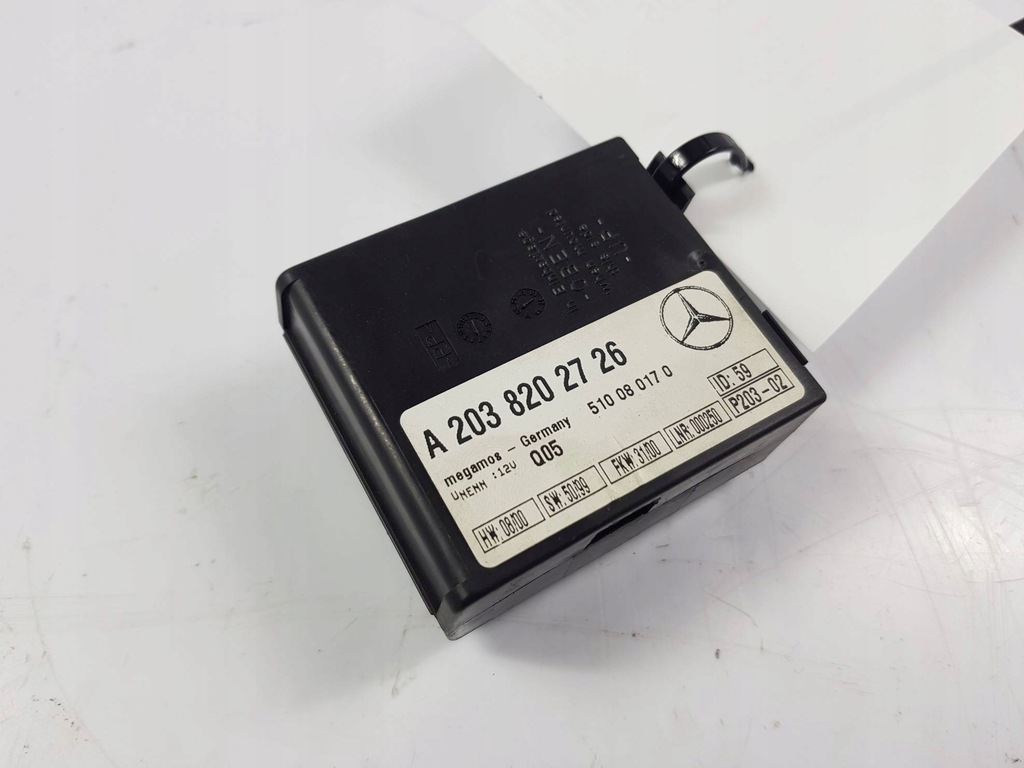 A 203 820 27 26
megamos - Germany 510 08 017 0
UNENN :12V Q05
ID: 59
P203-02
HW: 08/00 SW: 50/99 FKW: 31/00 LNR: 000250